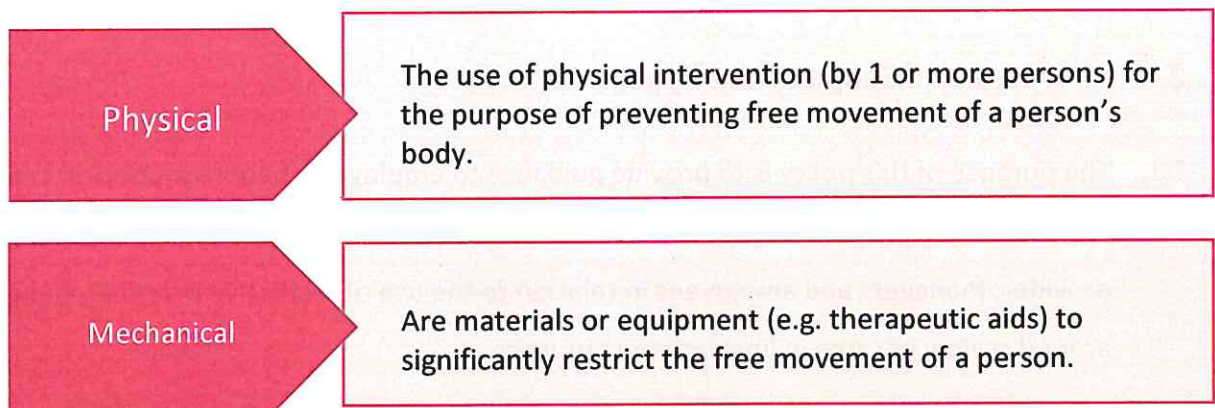 Physical
The use of physical intervention (by 1 or more persons) for
the purpose of preventing free movement of a person's
body.
Mechanical
Are materials or equipment (e.g. therapeutic aids) to
significantly restrict the free movement of a person.